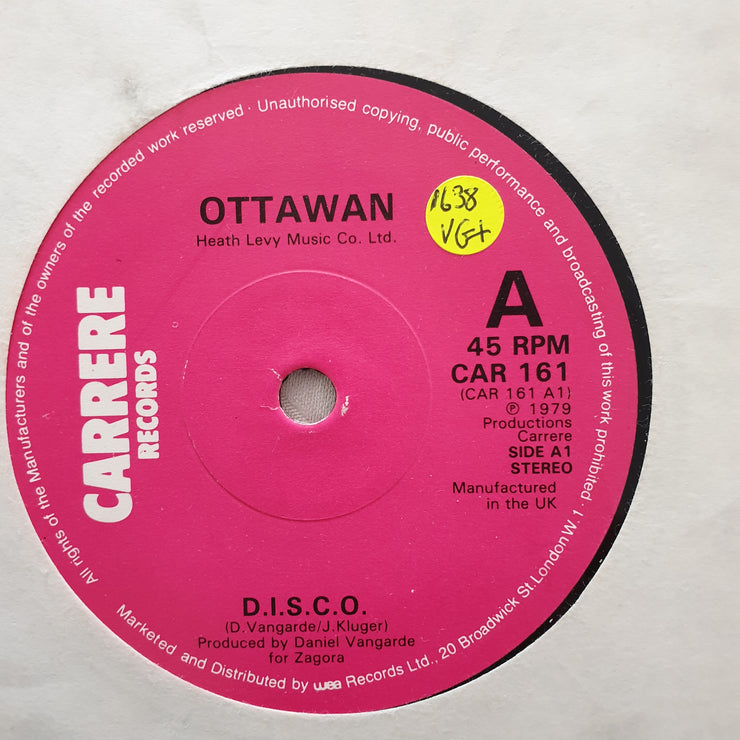 All rights of the Manufacturers and of the owners of the recorded work reserved · Unauthorised copying, public performance and broadcasting of this work prohibited ·
OTTAWAN
Heath Levy Music Co. Ltd.
1638
VG+
CARRERE
RECORDS
A
45 RPM
CAR 161
(CAR 161 A1)
℗ 1979
Productions
Carrere
SIDE A1
STEREO
Manufactured
in the UK
D.I.S.C.O.
(D.Vangarde/J.Kluger)
Produced by Daniel Vangarde
for Zagora
Marketed and Distributed by wea Records Ltd., 20 Broadwick St. London W.1.